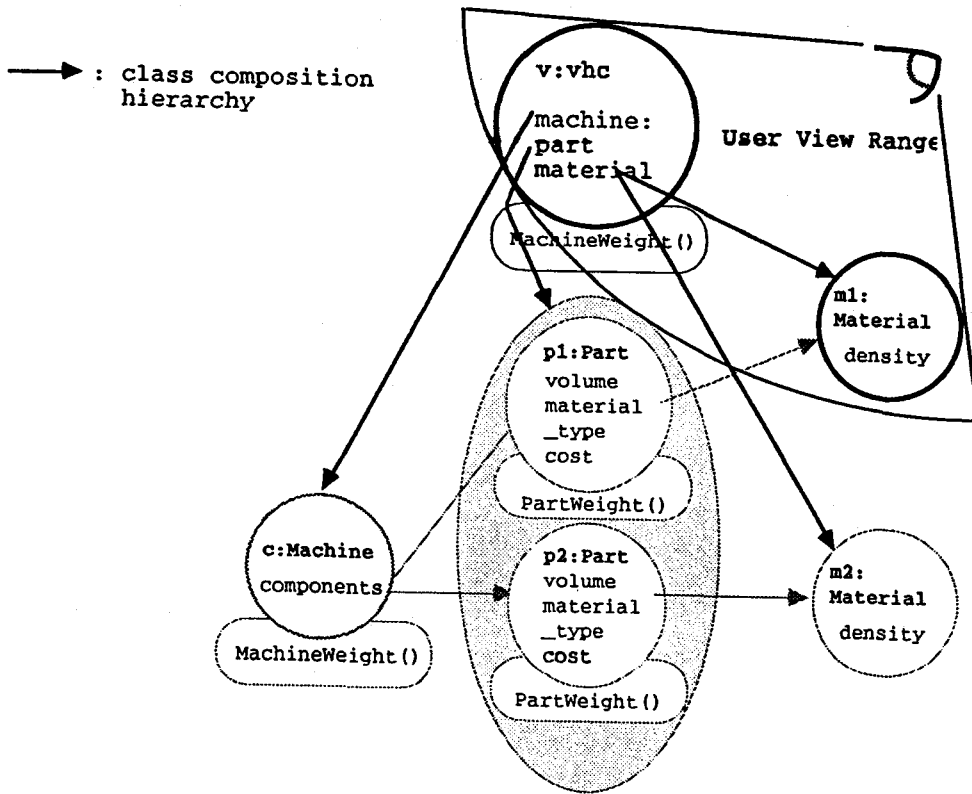 : class composition
hierarchy
v:vhc
machine:
part
material
User View Range
MachineWeight()
m1:
Material
density
p1:Part
volume
material
_type
cost
PartWeight()
c:Machine
components
MachineWeight()
p2:Part
volume
material
_type
cost
PartWeight()
m2:
Material
density